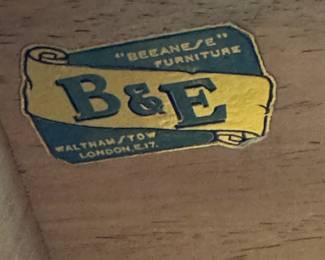 "BEEANESE"
FURNITURE
B&E
WALTHAMSTOW
LONDON, E.17.